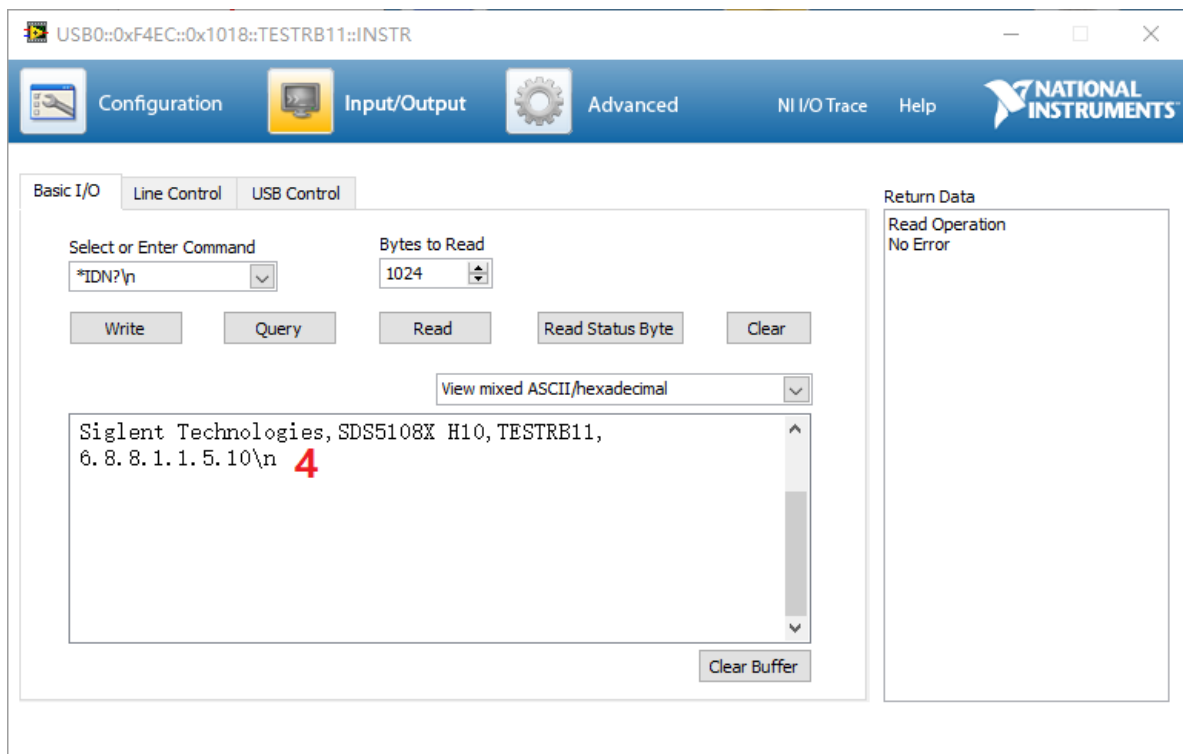 USB0::0xF4EC::0x1018::TESTRB11::INSTR
Configuration
Input/Output
Advanced
NI I/O Trace
Help
NATIONAL
INSTRUMENTS
Basic I/O
Line Control
USB Control
Select or Enter Command
Bytes to Read
*IDN?\n
1024
Write
Query
Read
Read Status Byte
Clear
View mixed ASCII/hexadecimal
Siglent Technologies,SDS5108X H10,TESTRB11,
6.8.8.1.1.5.10\n 4
Clear Buffer
Return Data
Read Operation
No Error